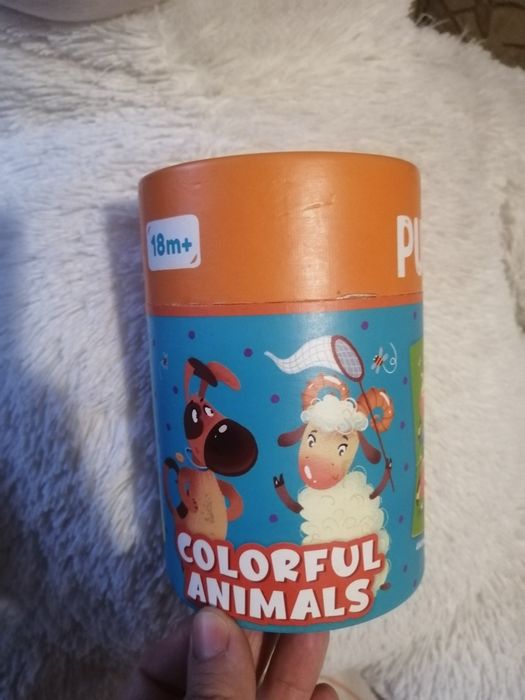 18m+
PU
COLORFUL
ANIMALS